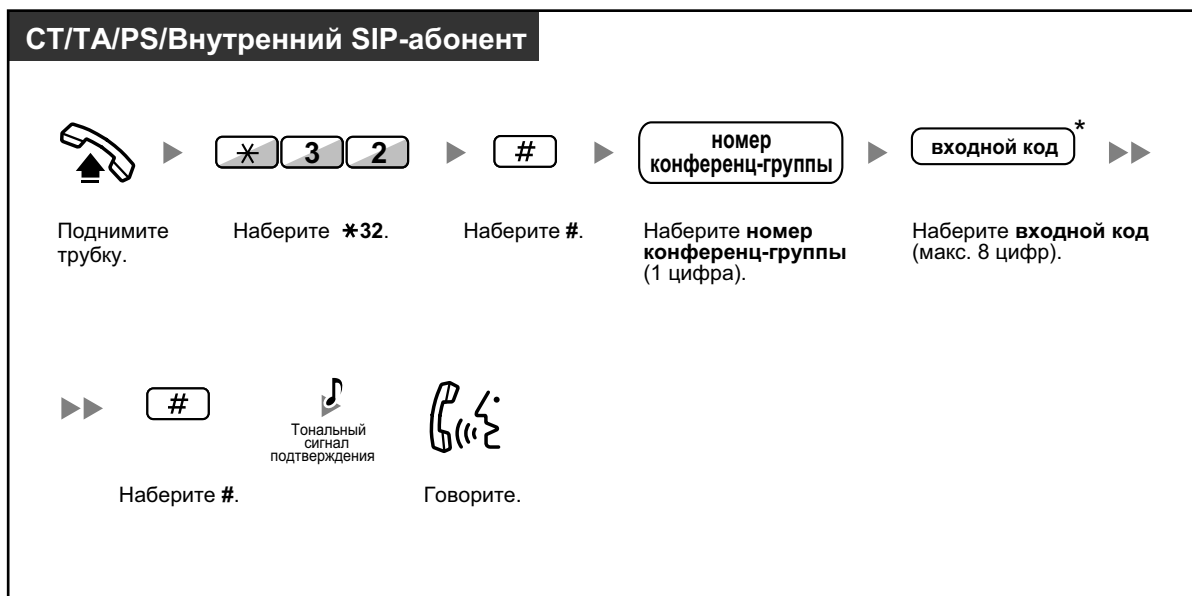 СТ/ТА/PS/Внутренний SIP-абонент
* 3 2 # номер конференц-группы входной код*
Поднимите трубку.
Наберите *32.
Наберите #.
Наберите номер конференц-группы (1 цифра).
Наберите входной код (макс. 8 цифр).
#
Тональный сигнал подтверждения
Наберите #.
Говорите.